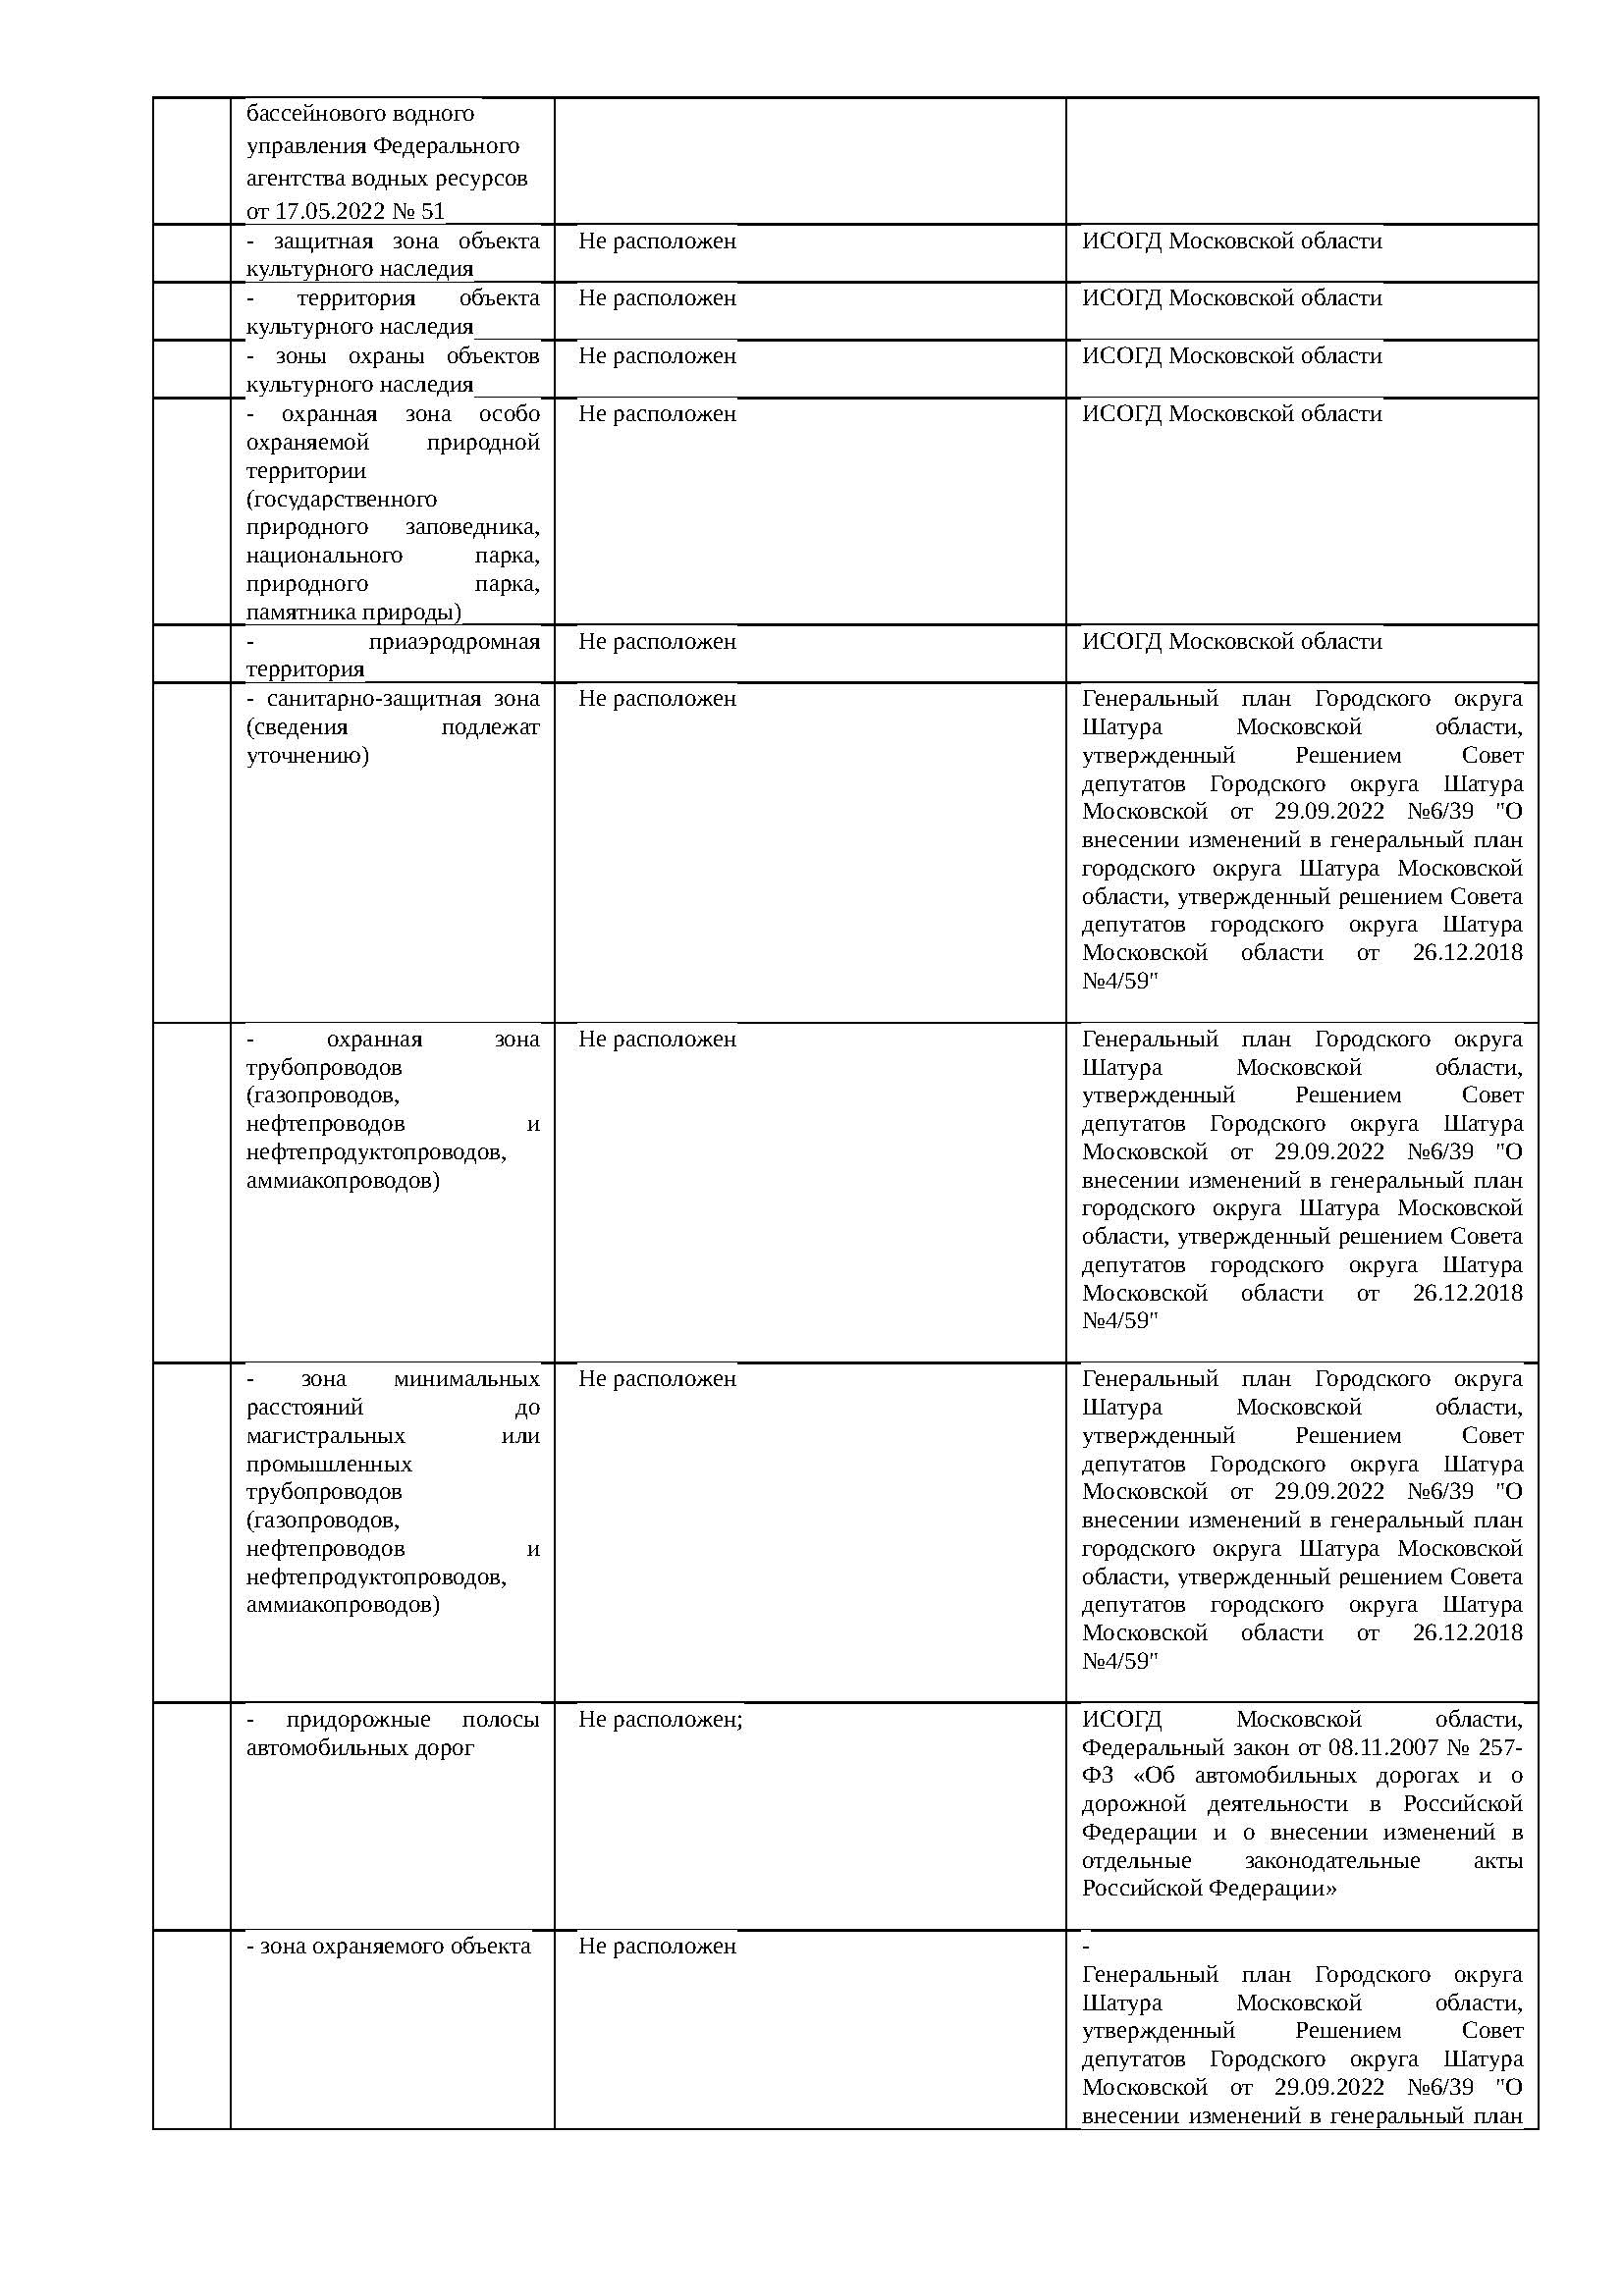 бассейнового водного
управления Федерального
агентства водных ресурсов
от 17.05.2022 № 51
- защитная зона объекта
культурного наследия
Не расположен
ИСОГД Московской области
- территория объекта
культурного наследия
Не расположен
ИСОГД Московской области
- зоны охраны объектов
культурного наследия
Не расположен
ИСОГД Московской области
- охранная зона особо
охраняемой природной
территории
(государственного
природного заповедника,
национального парка,
природного парка,
памятника природы)
Не расположен
ИСОГД Московской области
- приаэродромная
территория
Не расположен
ИСОГД Московской области
- санитарно-защитная зона
(сведения подлежат
уточнению)
Не расположен
Генеральный план Городского округа
Шатура Московской области,
утвержденный Решением Совет
депутатов Городского округа Шатура
Московской от 29.09.2022 №6/39 "О
внесении изменений в генеральный план
городского округа Шатура Московской
области, утвержденный решением Совета
депутатов городского округа Шатура
Московской области от 26.12.2018
№4/59"
- охранная зона
трубопроводов
(газопроводов,
нефтепроводов и
нефтепродуктопроводов,
аммиакопроводов)
Не расположен
Генеральный план Городского округа
Шатура Московской области,
утвержденный Решением Совет
депутатов Городского округа Шатура
Московской от 29.09.2022 №6/39 "О
внесении изменений в генеральный план
городского округа Шатура Московской
области, утвержденный решением Совета
депутатов городского округа Шатура
Московской области от 26.12.2018
№4/59"
- зона минимальных
расстояний до
магистральных или
промышленных
трубопроводов
(газопроводов,
нефтепроводов и
нефтепродуктопроводов,
аммиакопроводов)
Не расположен
Генеральный план Городского округа
Шатура Московской области,
утвержденный Решением Совет
депутатов Городского округа Шатура
Московской от 29.09.2022 №6/39 "О
внесении изменений в генеральный план
городского округа Шатура Московской
области, утвержденный решением Совета
депутатов городского округа Шатура
Московской области от 26.12.2018
№4/59"
- придорожные полосы
автомобильных дорог
Не расположен;
ИСОГД Московской области,
Федеральный закон от 08.11.2007 № 257-
ФЗ «Об автомобильных дорогах и о
дорожной деятельности в Российской
Федерации и о внесении изменений в
отдельные законодательные акты
Российской Федерации»
- зона охраняемого объекта
Не расположен
-
Генеральный план Городского округа
Шатура Московской области,
утвержденный Решением Совет
депутатов Городского округа Шатура
Московской от 29.09.2022 №6/39 "О
внесении изменений в генеральный план